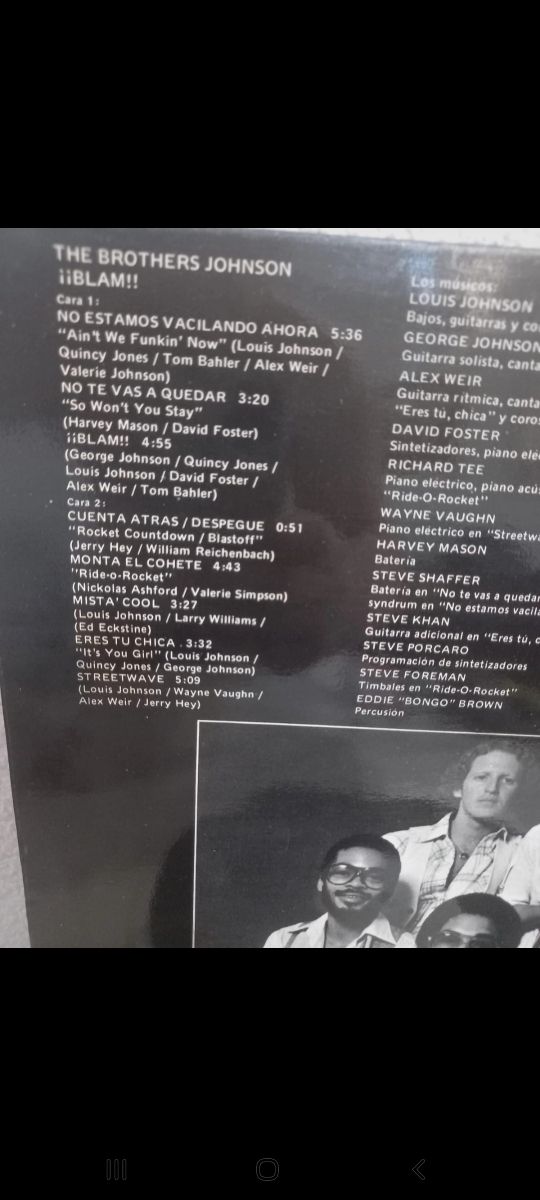 THE BROTHERS JOHNSON
¡¡BLAM!!
Cara 1:
NO ESTAMOS VACILANDO AHORA 5:36
"Ain't We Funkin' Now" (Louis Johnson /
Quincy Jones / Tom Bahler / Alex Weir /
Valerie Johnson)
NO TE VAS A QUEDAR 3:20
"So Won't You Stay"
(Harvey Mason / David Foster)
¡¡BLAM!! 4:55
(George Johnson / Quincy Jones /
Louis Johnson / David Foster /
Alex Weir / Tom Bahler)
Cara 2:
CUENTA ATRAS / DESPEGUE 0:51
"Rocket Countdown / Blastoff"
(Jerry Hey / William Reichenbach)
MONTA EL COHETE 4:43
"Ride-o-Rocket"
(Nickolas Ashford / Valerie Simpson)
MISTA' COOL 3:27
(Louis Johnson / Larry Williams /
(Ed Eckstine)
ERES TU CHICA . 3:32
"It's You Girl" (Louis Johnson /
Quincy Jones / George Johnson)
STREETWAVE 5:09
(Louis Johnson / Wayne Vaughn /
Alex Weir / Jerry Hey)
Los músicos:
LOUIS JOHNSON
Bajos, guitarras y
GEORGE JOHNSON
Guitarra solista,
ALEX WEIR
Guitarra rítmica,
"Eres tú, chica" y
DAVID FOSTER
Sintetizadores, piano
RICHARD TEE
Piano eléctrico, piano
"Ride-O-Rocket"
WAYNE VAUGHN
Piano eléctrico en
HARVEY MASON
Batería
STEVE SHAFFER
Batería en "No te vas a
syndrum en "No estamos
STEVE KHAN
Guitarra adicional en "Eres tú,
STEVE PORCARO
Programación de sintetizadores
STEVE FOREMAN
Timbales en "Ride-O-Rocket"
EDDIE "BONGO" BROWN
Percusión